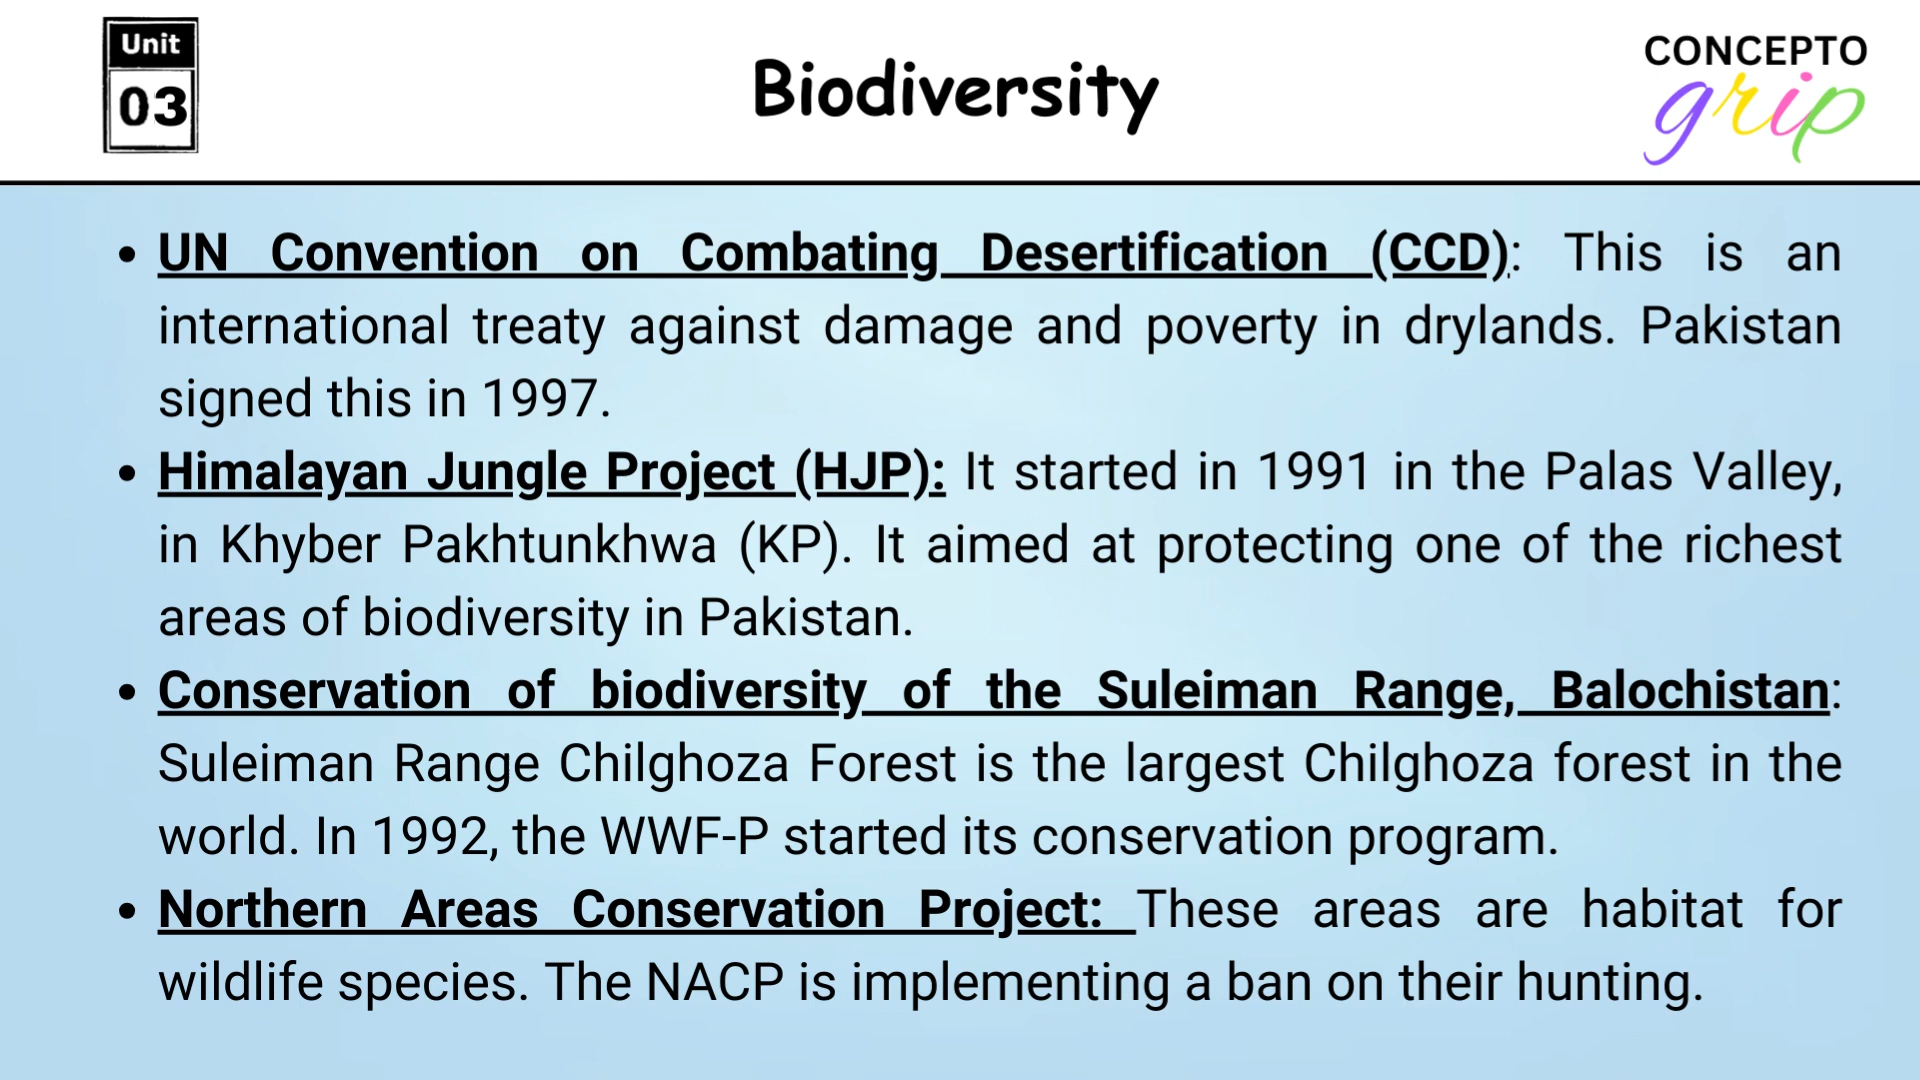 Unit
03
Biodiversity
CONCEPTO
grip
• UN Convention on Combating Desertification (CCD): This is an
international treaty against damage and poverty in drylands. Pakistan
signed this in 1997.
• Himalayan Jungle Project (HJP): It started in 1991 in the Palas Valley,
in Khyber Pakhtunkhwa (KP). It aimed at protecting one of the richest
areas of biodiversity in Pakistan.
• Conservation of biodiversity of the Suleiman Range, Balochistan:
Suleiman Range Chilghoza Forest is the largest Chilghoza forest in the
world. In 1992, the WWF-P started its conservation program.
• Northern Areas Conservation Project: These areas are habitat for
wildlife species. The NACP is implementing a ban on their hunting.